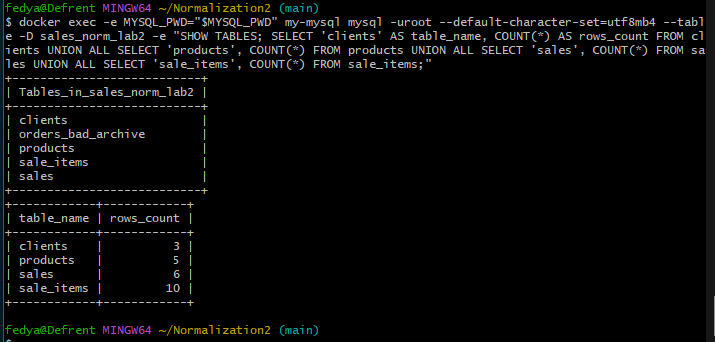 fedya@Defrent MINGW64 ~/Normalization2 (main)
$ docker exec -e MYSQL_PWD="$MYSQL_PWD" my-mysql mysql -uroot --default-character-set=utf8mb4 --tabl
e -D sales_norm_lab2 -e "SHOW TABLES; SELECT 'clients' AS table_name, COUNT(*) AS rows_count FROM cl
ients UNION ALL SELECT 'products', COUNT(*) FROM products UNION ALL SELECT 'sales', COUNT(*) FROM sa
les UNION ALL SELECT 'sale_items', COUNT(*) FROM sale_items;"
+--------------------------+
| Tables_in_sales_norm_lab2 |
+--------------------------+
| clients                   |
| orders_bad_archive        |
| products                  |
| sale_items                |
| sales                     |
+--------------------------+
+------------+------------+
| table_name | rows_count |
+------------+------------+
| clients    |          3 |
| products   |          5 |
| sales      |          6 |
| sale_items |         10 |
+------------+------------+
fedya@Defrent MINGW64 ~/Normalization2 (main)